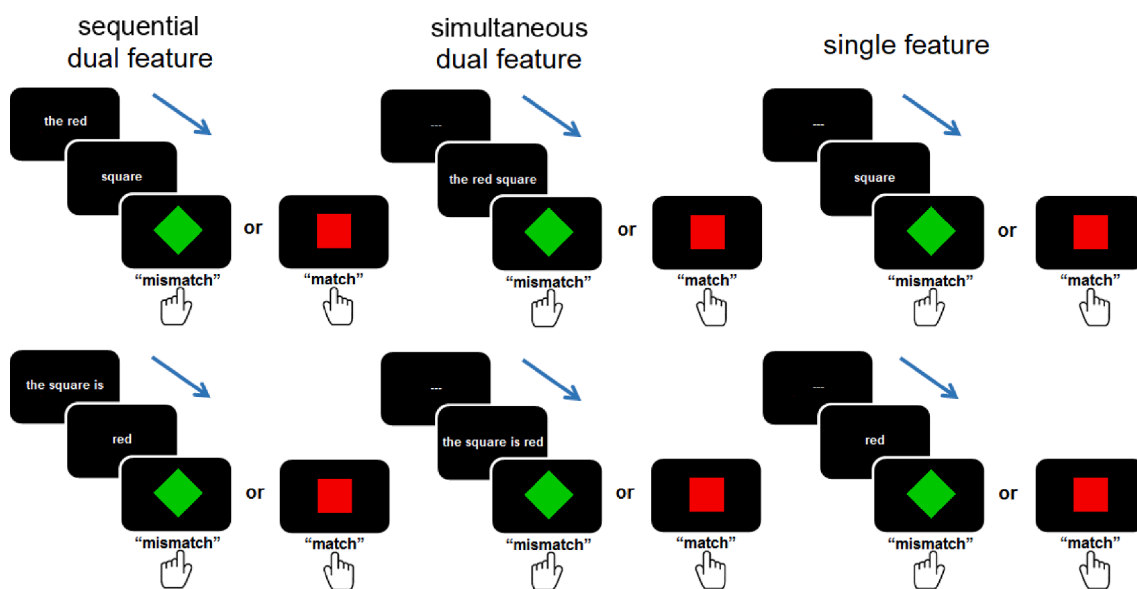 sequential
dual feature
simultaneous
dual feature
single feature
the red
square
or
“mismatch”
“match”
---
the red square
or
“mismatch”
“match”
---
square
or
“mismatch”
“match”
the square is
red
or
“mismatch”
“match”
---
the square is red
or
“mismatch”
“match”
---
red
or
“mismatch”
“match”